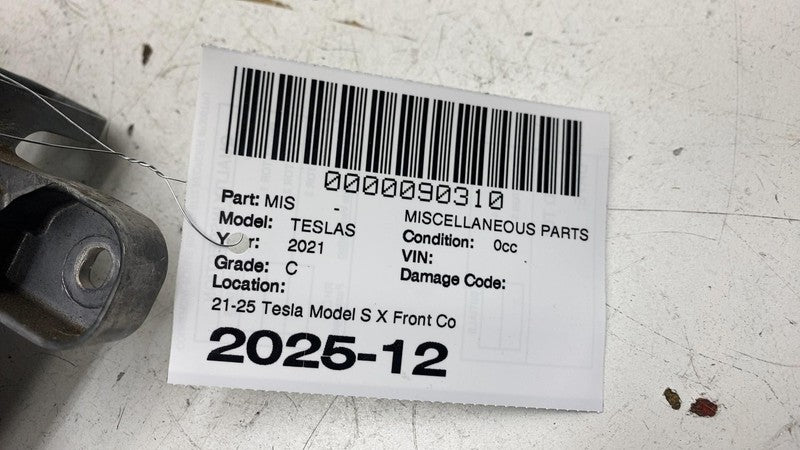 0000090310
Part: MIS - MISCELLANEOUS PARTS
Model: TESLAS Condition: 0cc
2021 VIN:
Grade: C Damage Code:
Location:
21-25 Tesla Model S X Front Co
2025-12